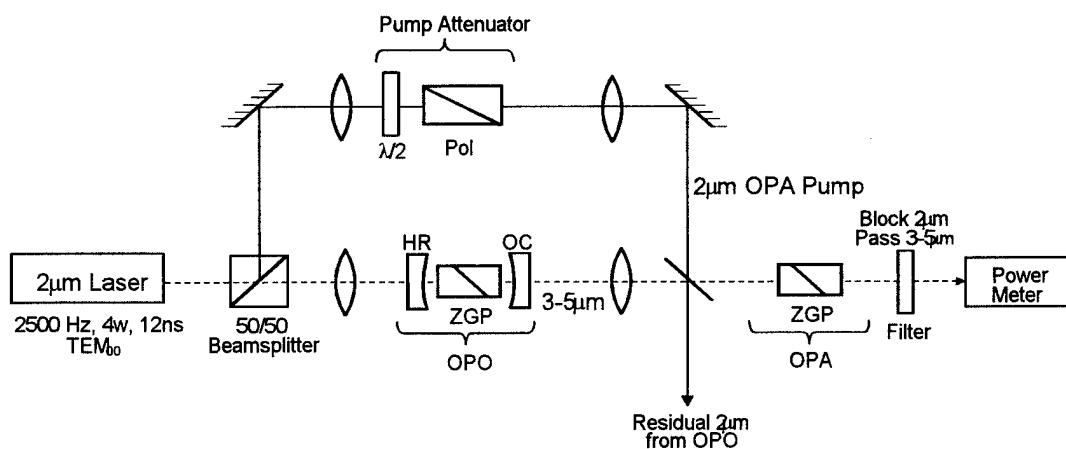 Pump Attenuator
λ/2
Pol
2μm OPA Pump
Block 2μm
Pass 3-5μm
HR
OC
2μm Laser
3-5μm
Power
Meter
2500 Hz, 4w, 12ns
TEM₀₀
50/50
Beamsplitter
ZGP
OPO
ZGP
OPA
Filter
Residual 2μm
from OPO